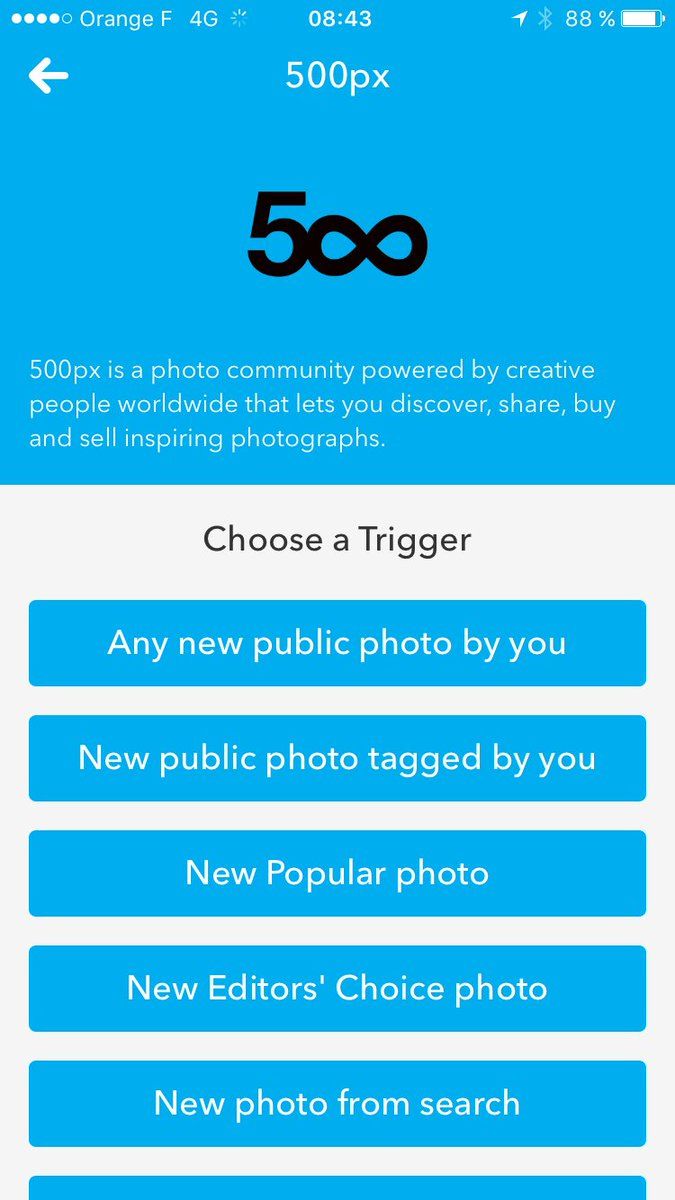 Orange F 4G 08:43 88 %
500px
500
500px is a photo community powered by creative
people worldwide that lets you discover, share, buy
and sell inspiring photographs.
Choose a Trigger
Any new public photo by you
New public photo tagged by you
New Popular photo
New Editors' Choice photo
New photo from search